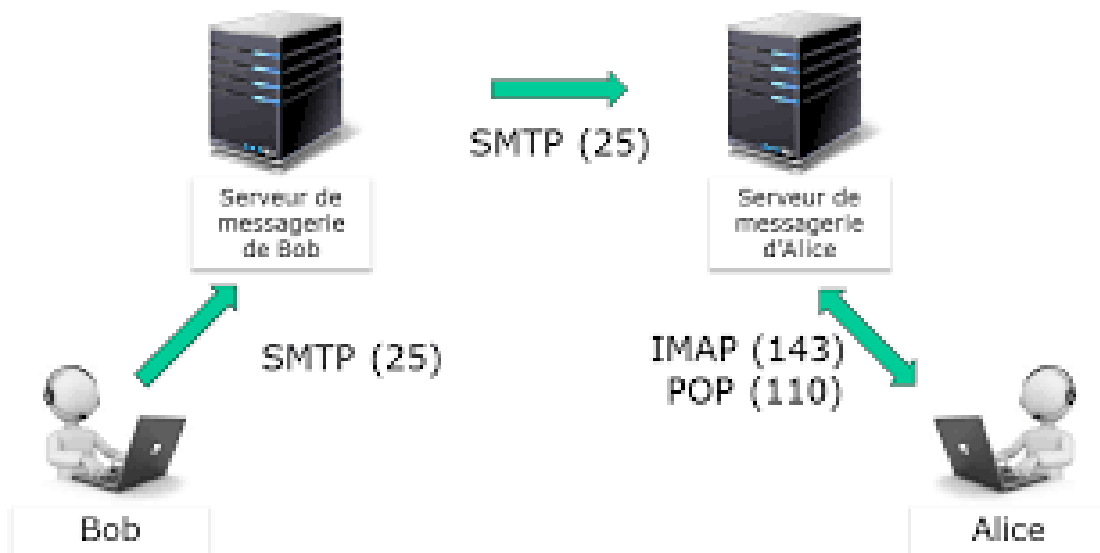 SMTP (25)
Serveur de
messagerie
de Bob
Serveur de
messagerie
d'Alice
SMTP (25)
IMAP (143)
POP (110)
Bob
Alice